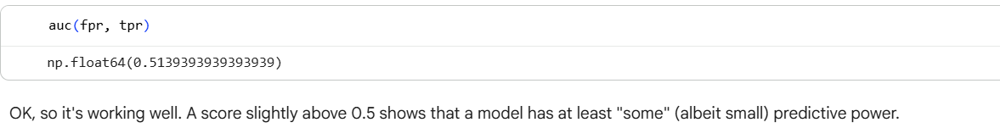 auc(fpr, tpr)
np.float64(0.5139393939393939)
OK, so it's working well. A score slightly above 0.5 shows that a model has at least "some" (albeit small) predictive power.